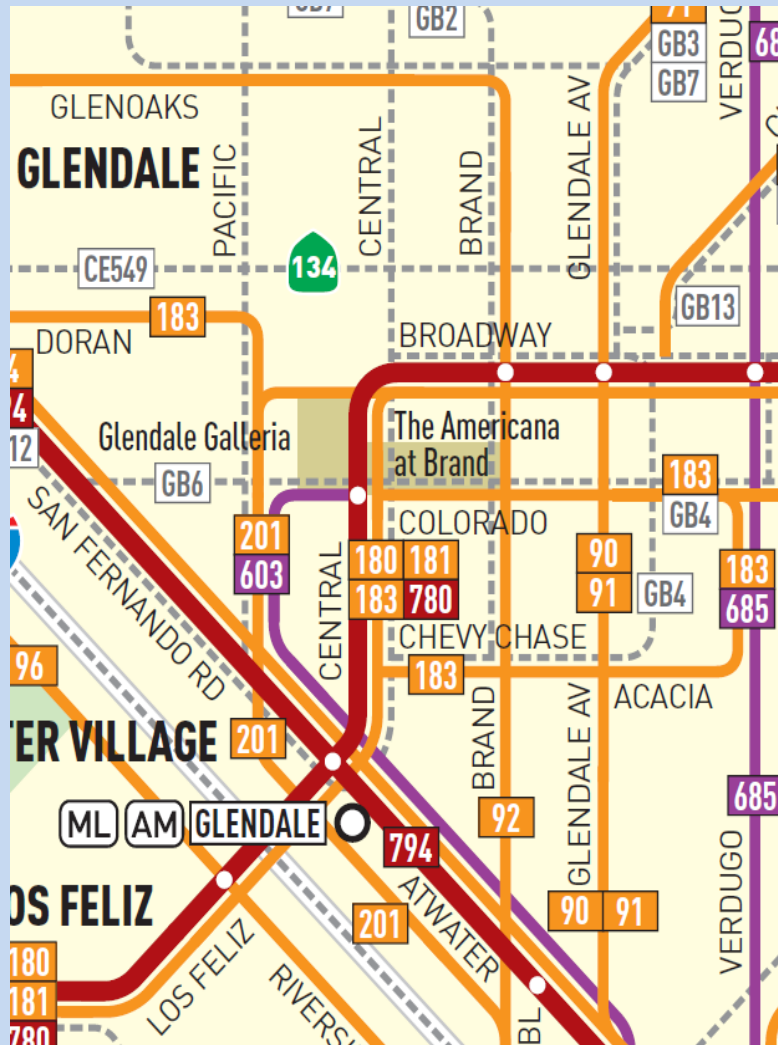 GB2
71
GB3
GB7
VERDUGO
GLENOAKS
GLENDALE
PACIFIC
CENTRAL
BRAND
GLENDALE AV
CE549
134
GB13
183
DORAN
BROADWAY
Glendale Galleria
The Americana
at Brand
12
GB6
183
GB4
SAN FERNANDO RD
201
603
COLORADO
180 181
183 780
CENTRAL
90
91
GB4
183
685
CHEVY CHASE
183
96
ACACIA
TER VILLAGE
201
BRAND
GLENDALE AV
685
ML AM GLENDALE
92
794
VERDUGO
OS FELIZ
ATWATER
201
90 91
180
181
780
LOS FELIZ
BL